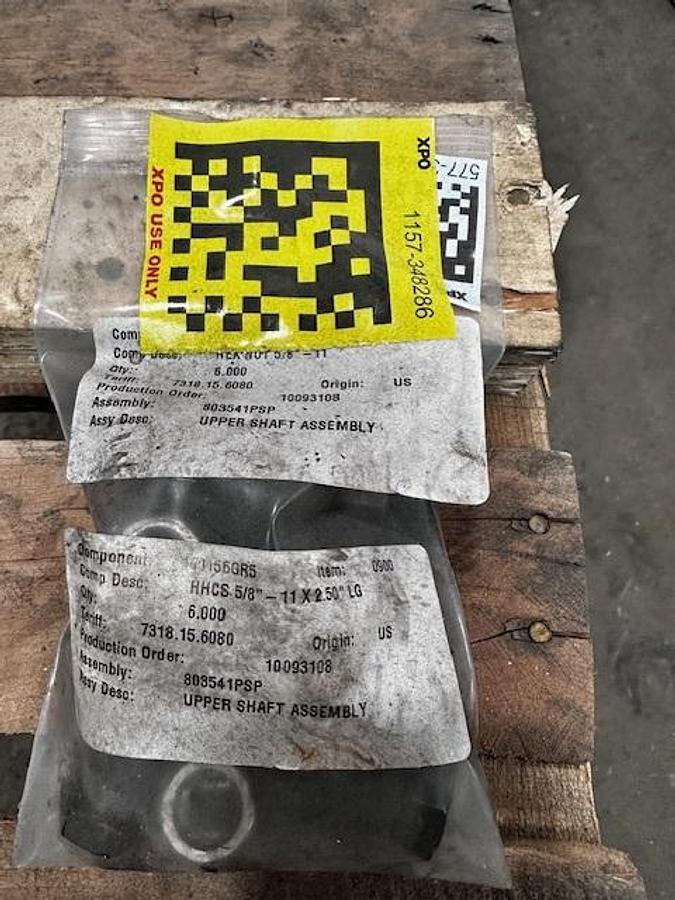 XPO
XPO USE ONLY
1157-348286
577-
XPO
Comp Desc: HEX NUT 5/8" - 11
Qty: 6.000
Tariff: 7318.15.6080 Origin: US
Production Order: 10093108
Assembly: 803541PSP
Assy Desc: UPPER SHAFT ASSEMBLY
Component Item: 0900
Comp Desc: HHCS 5/8" - 11 X 2.50" LG
Qty: 6.000
Tariff: 7318.15.6080 Origin: US
Production Order: 10093108
Assembly: 803541PSP
Assy Desc: UPPER SHAFT ASSEMBLY